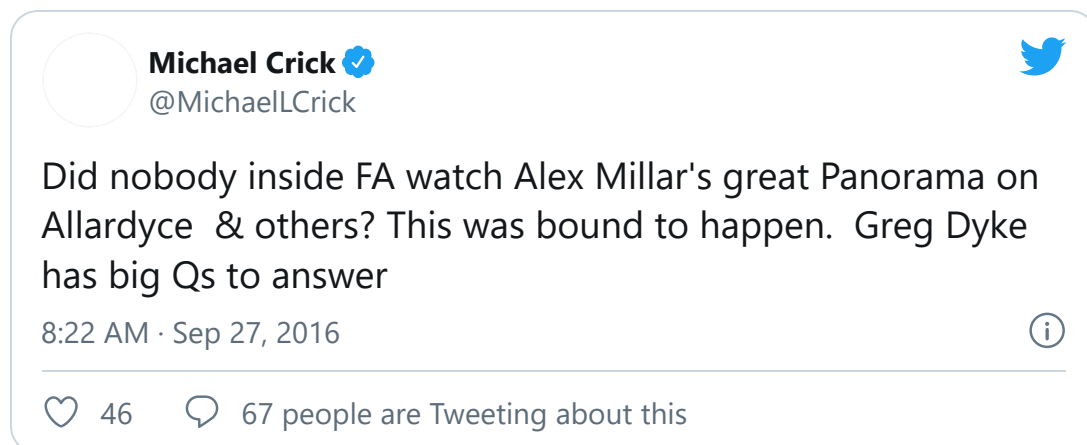 Michael Crick
@MichaelLCrick
Did nobody inside FA watch Alex Millar's great Panorama on
Allardyce  & others? This was bound to happen.  Greg Dyke
has big Qs to answer
8:22 AM · Sep 27, 2016
46
67 people are Tweeting about this